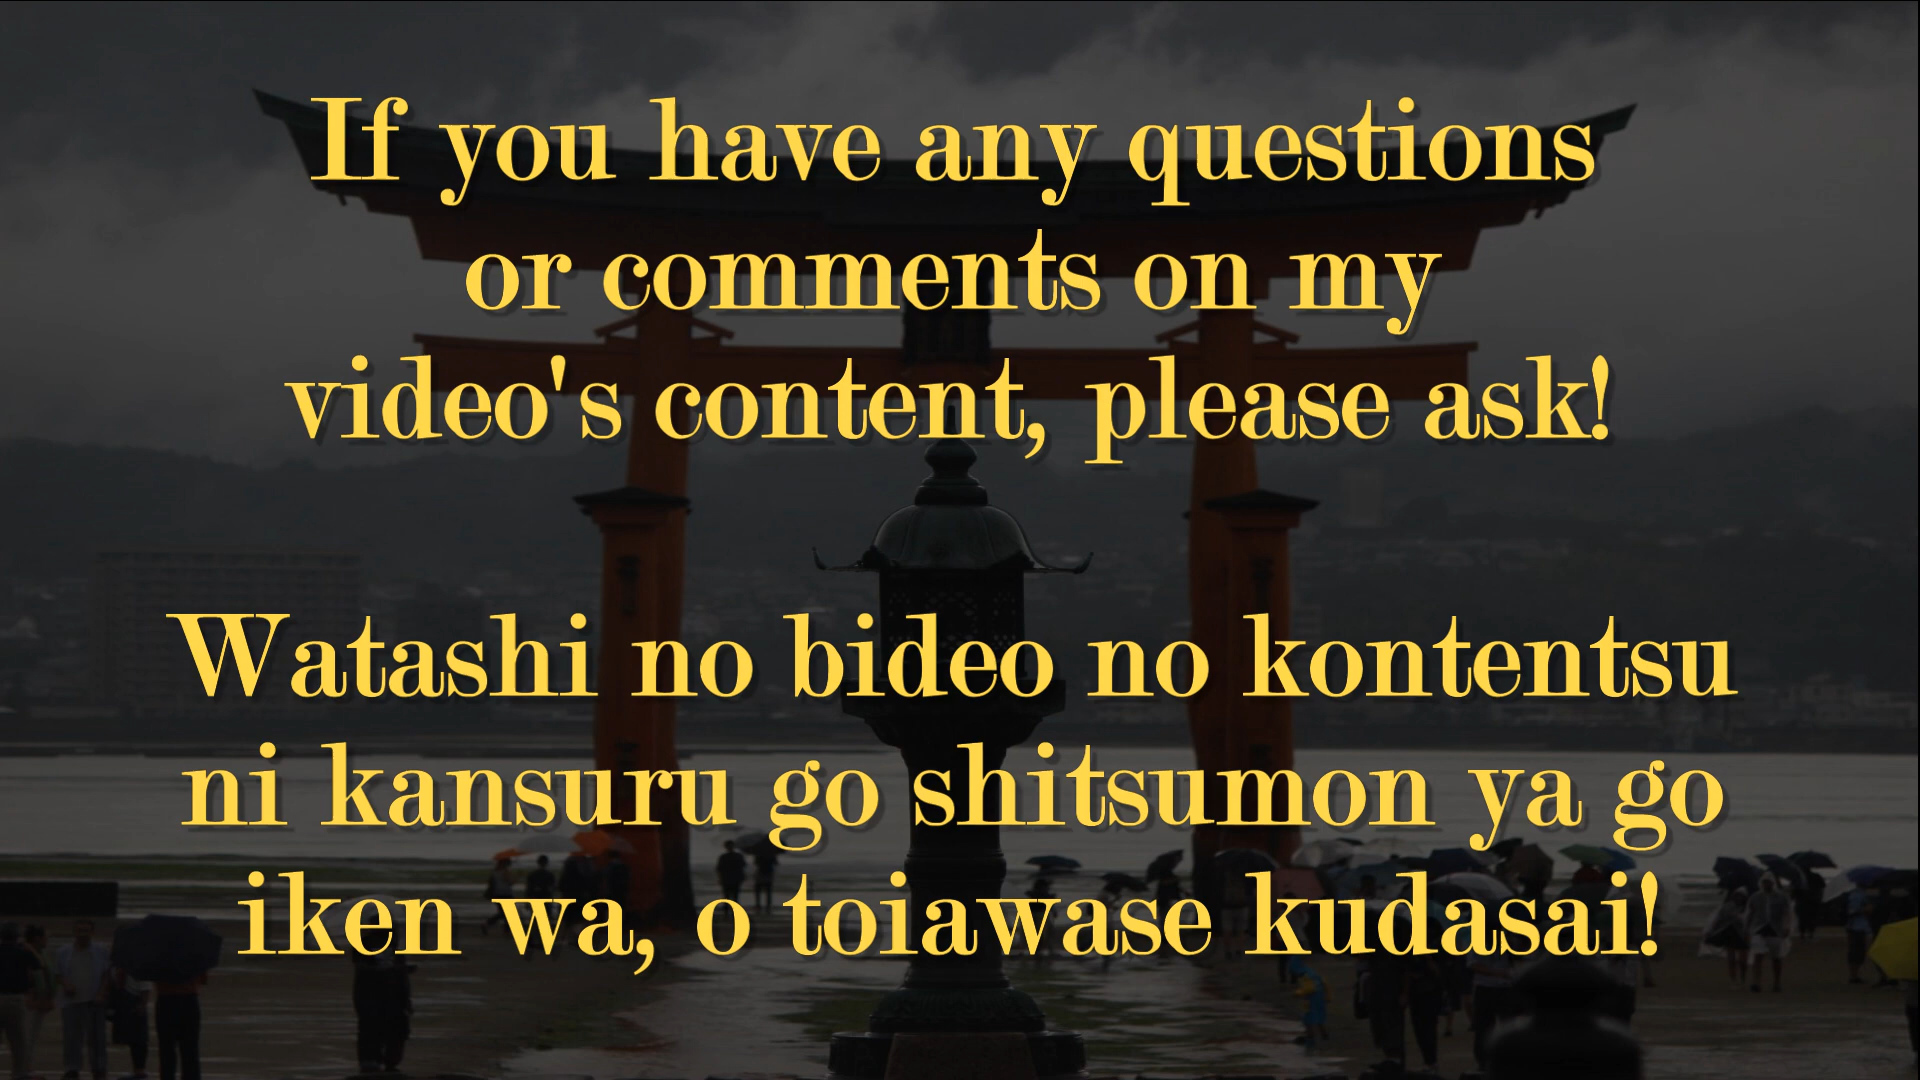 If you have any questions
or comments on my
video's content, please ask!
Watashi no bideo no kontentsu
ni kansuru go shitsumon ya go
iken wa, o toiawase kudasai!